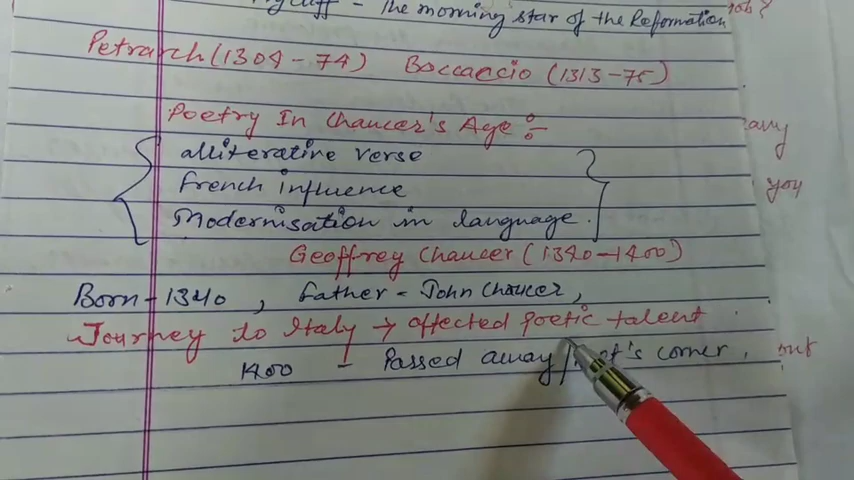 - The morning star of the Reformation
Petrarch (1304 - 74) Boccaccio (1313 - 75)
Poetry In Chaucer's Age :-
alliterative verse
French influence
Modernisation in language.
Geoffrey Chaucer (1340 - 1400)
Born - 1340, Father - John Chaucer,
Journey to Italy → affected poetic talent
1400 - Passed away / corner.
you
out